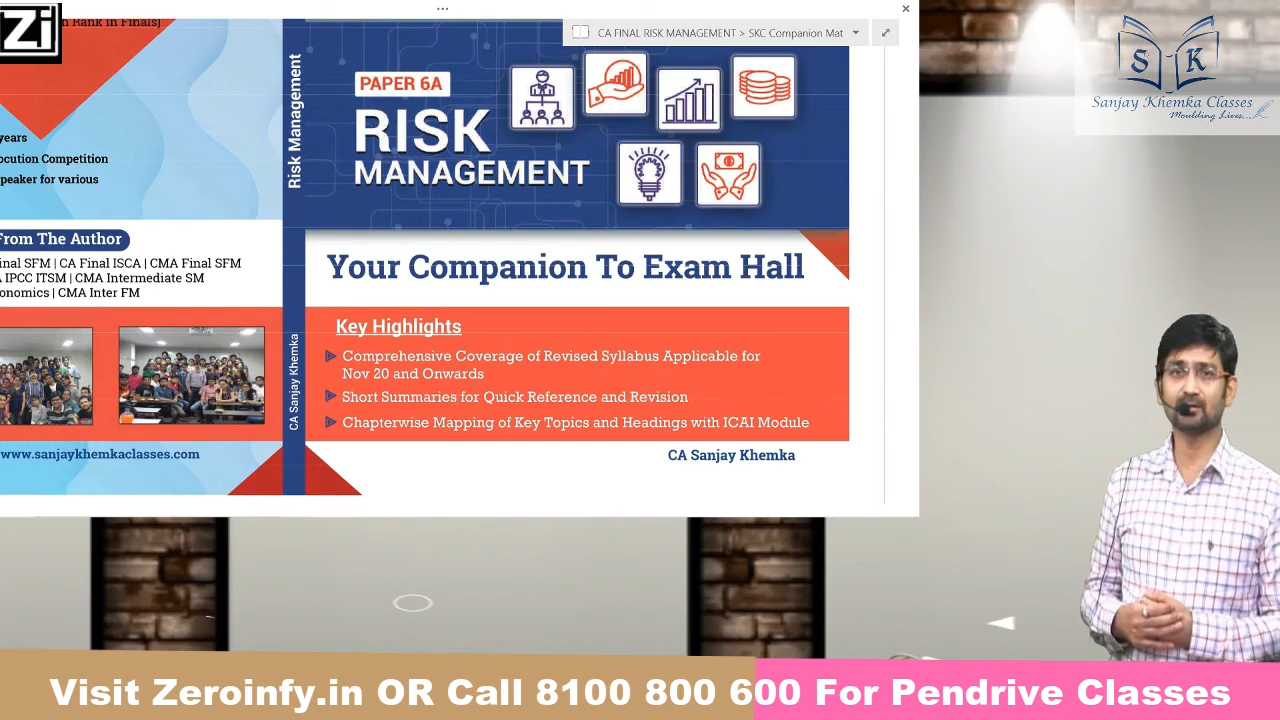 Zi
n Rank in Finals]
years
ocution Competition
peaker for various
From The Author
inal SFM | CA Final ISCA | CMA Final SFM
IPCC ITSM | CMA Intermediate SM
onomics | CMA Inter FM
www.sanjaykhemkaclasses.com
Risk Management
CA Sanjay Khemka
CA FINAL RISK MANAGEMENT > SKC Companion Mat
PAPER 6A
RISK
MANAGEMENT
Your Companion To Exam Hall
Key Highlights
Comprehensive Coverage of Revised Syllabus Applicable for
Nov 20 and Onwards
Short Summaries for Quick Reference and Revision
Chapterwise Mapping of Key Topics and Headings with ICAI Module
CA Sanjay Khemka
S K
Sanjay Khemka Classes
Moulding Lives...
Visit Zeroinfy.in OR Call 8100 800 600 For Pendrive Classes